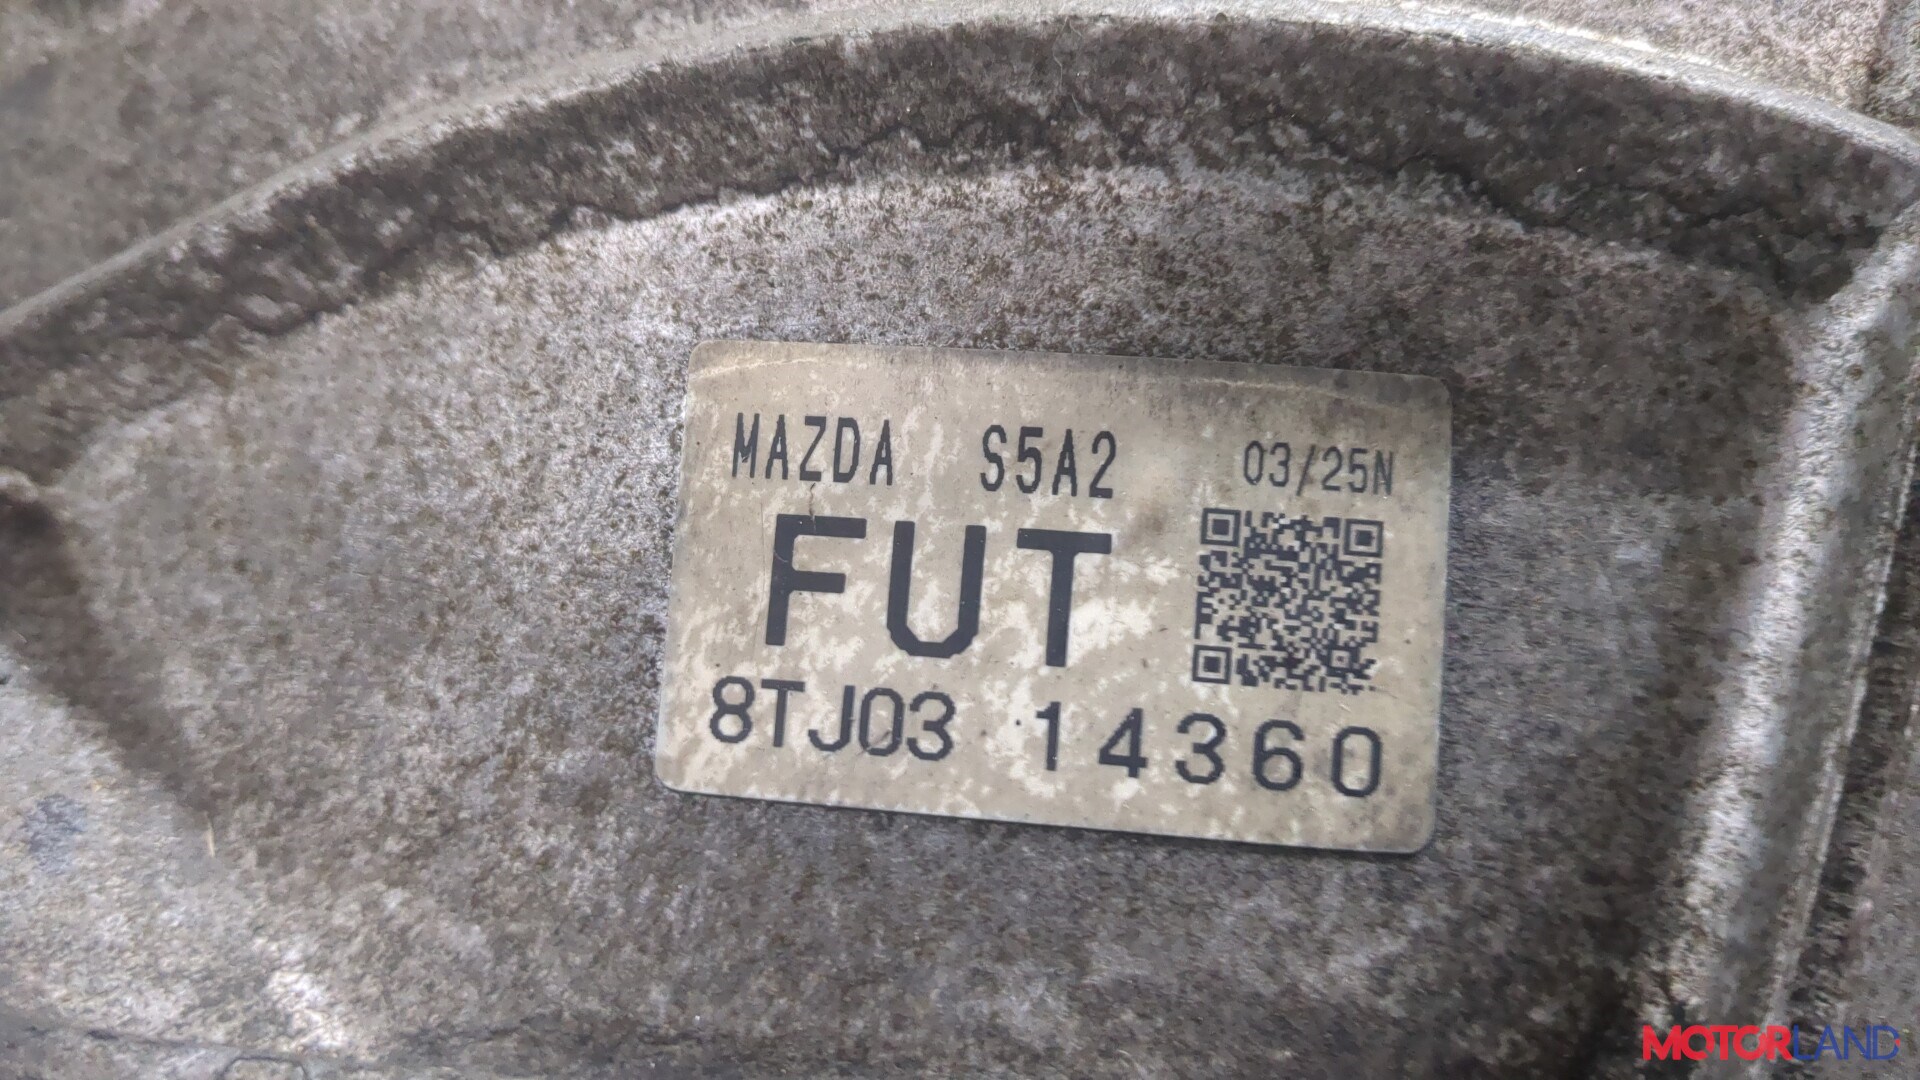 MAZDA S5A2 03/25N
FUT
8TJ03 14360
MOTORLAND